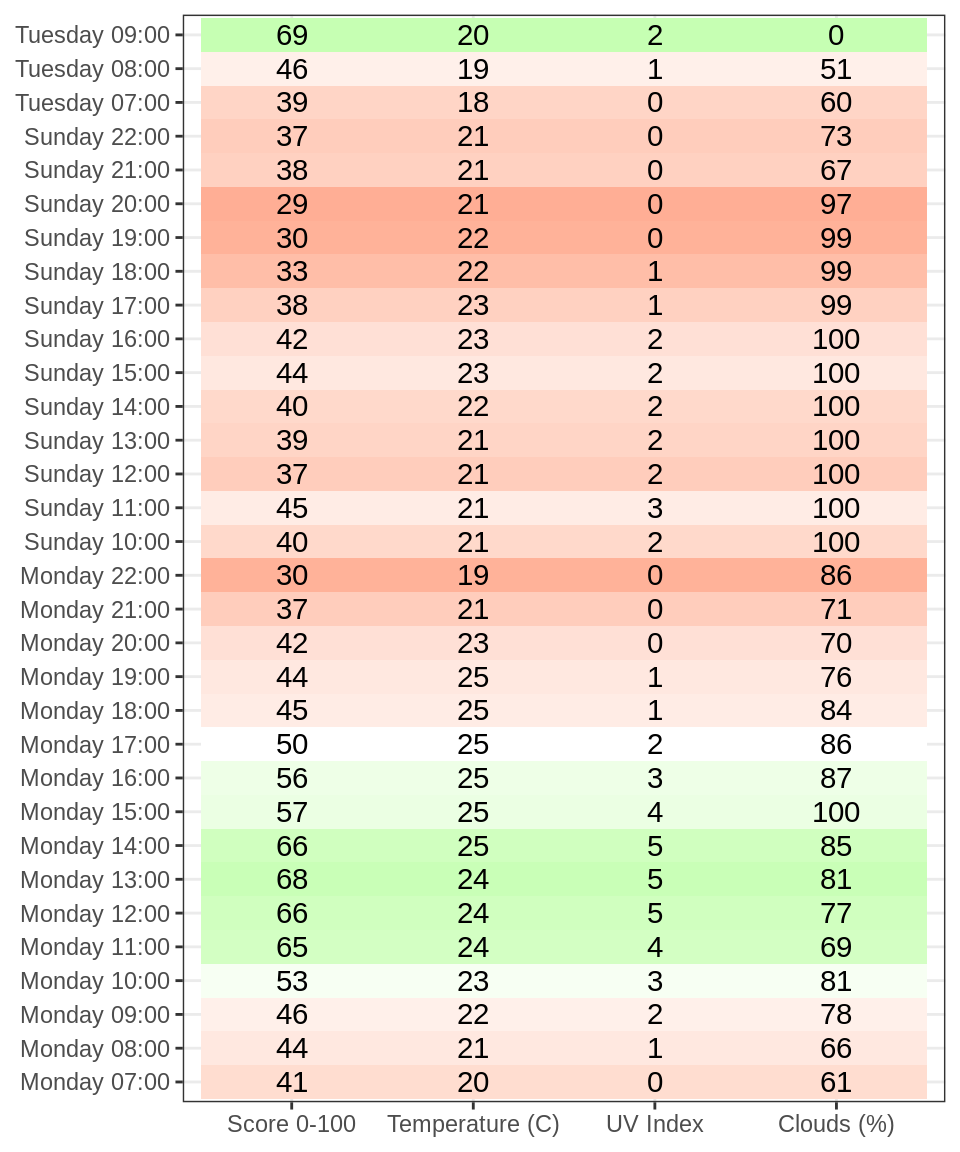 Tuesday 09:00 69 20 2 0
Tuesday 08:00 46 19 1 51
Tuesday 07:00 39 18 0 60
Sunday 22:00 37 21 0 73
Sunday 21:00 38 21 0 67
Sunday 20:00 29 21 0 97
Sunday 19:00 30 22 0 99
Sunday 18:00 33 22 1 99
Sunday 17:00 38 23 1 99
Sunday 16:00 42 23 2 100
Sunday 15:00 44 23 2 100
Sunday 14:00 40 22 2 100
Sunday 13:00 39 21 2 100
Sunday 12:00 37 21 2 100
Sunday 11:00 45 21 3 100
Sunday 10:00 40 21 2 100
Monday 22:00 30 19 0 86
Monday 21:00 37 21 0 71
Monday 20:00 42 23 0 70
Monday 19:00 44 25 1 76
Monday 18:00 45 25 1 84
Monday 17:00 50 25 2 86
Monday 16:00 56 25 3 87
Monday 15:00 57 25 4 100
Monday 14:00 66 25 5 85
Monday 13:00 68 24 5 81
Monday 12:00 66 24 5 77
Monday 11:00 65 24 4 69
Monday 10:00 53 23 3 81
Monday 09:00 46 22 2 78
Monday 08:00 44 21 1 66
Monday 07:00 41 20 0 61
Score 0-100 Temperature (C) UV Index Clouds (%)